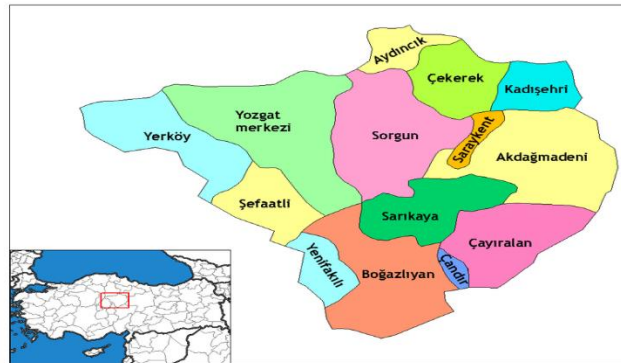 Aydıncık
Çekerek
Kadışehri
Yozgat
merkezi
Yerköy
Sorgun
Saraykent
Akdağmadeni
Şefaatli
Sarıkaya
Yenifakılı
Boğazlıyan
Çandır
Çayıralan